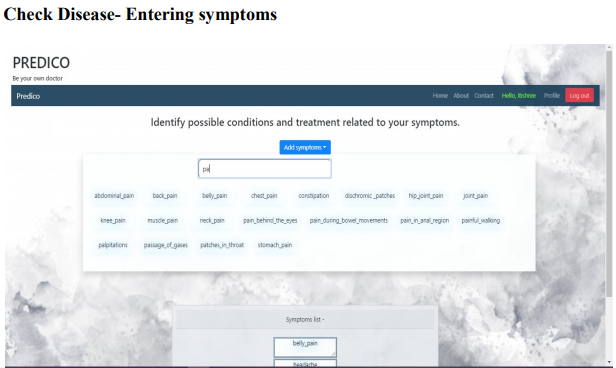 Check Disease- Entering symptoms
PREDICO
Be your own doctor
Predico
Home About Contact Hello, Rishree Profile Log out
Identify possible conditions and treatment related to your symptoms.
Add symptoms
pa
abdominal_pain back_pain belly_pain chest_pain constipation dischromic _patches hip_joint_pain joint_pain
knee_pain muscle_pain neck_pain pain_behind_the_eyes pain_during_bowel_movements pain_in_anal_region painful_walking
palpitations passage_of_gases patches_in_throat stomach_pain
Symptoms list -
belly_pain
headache